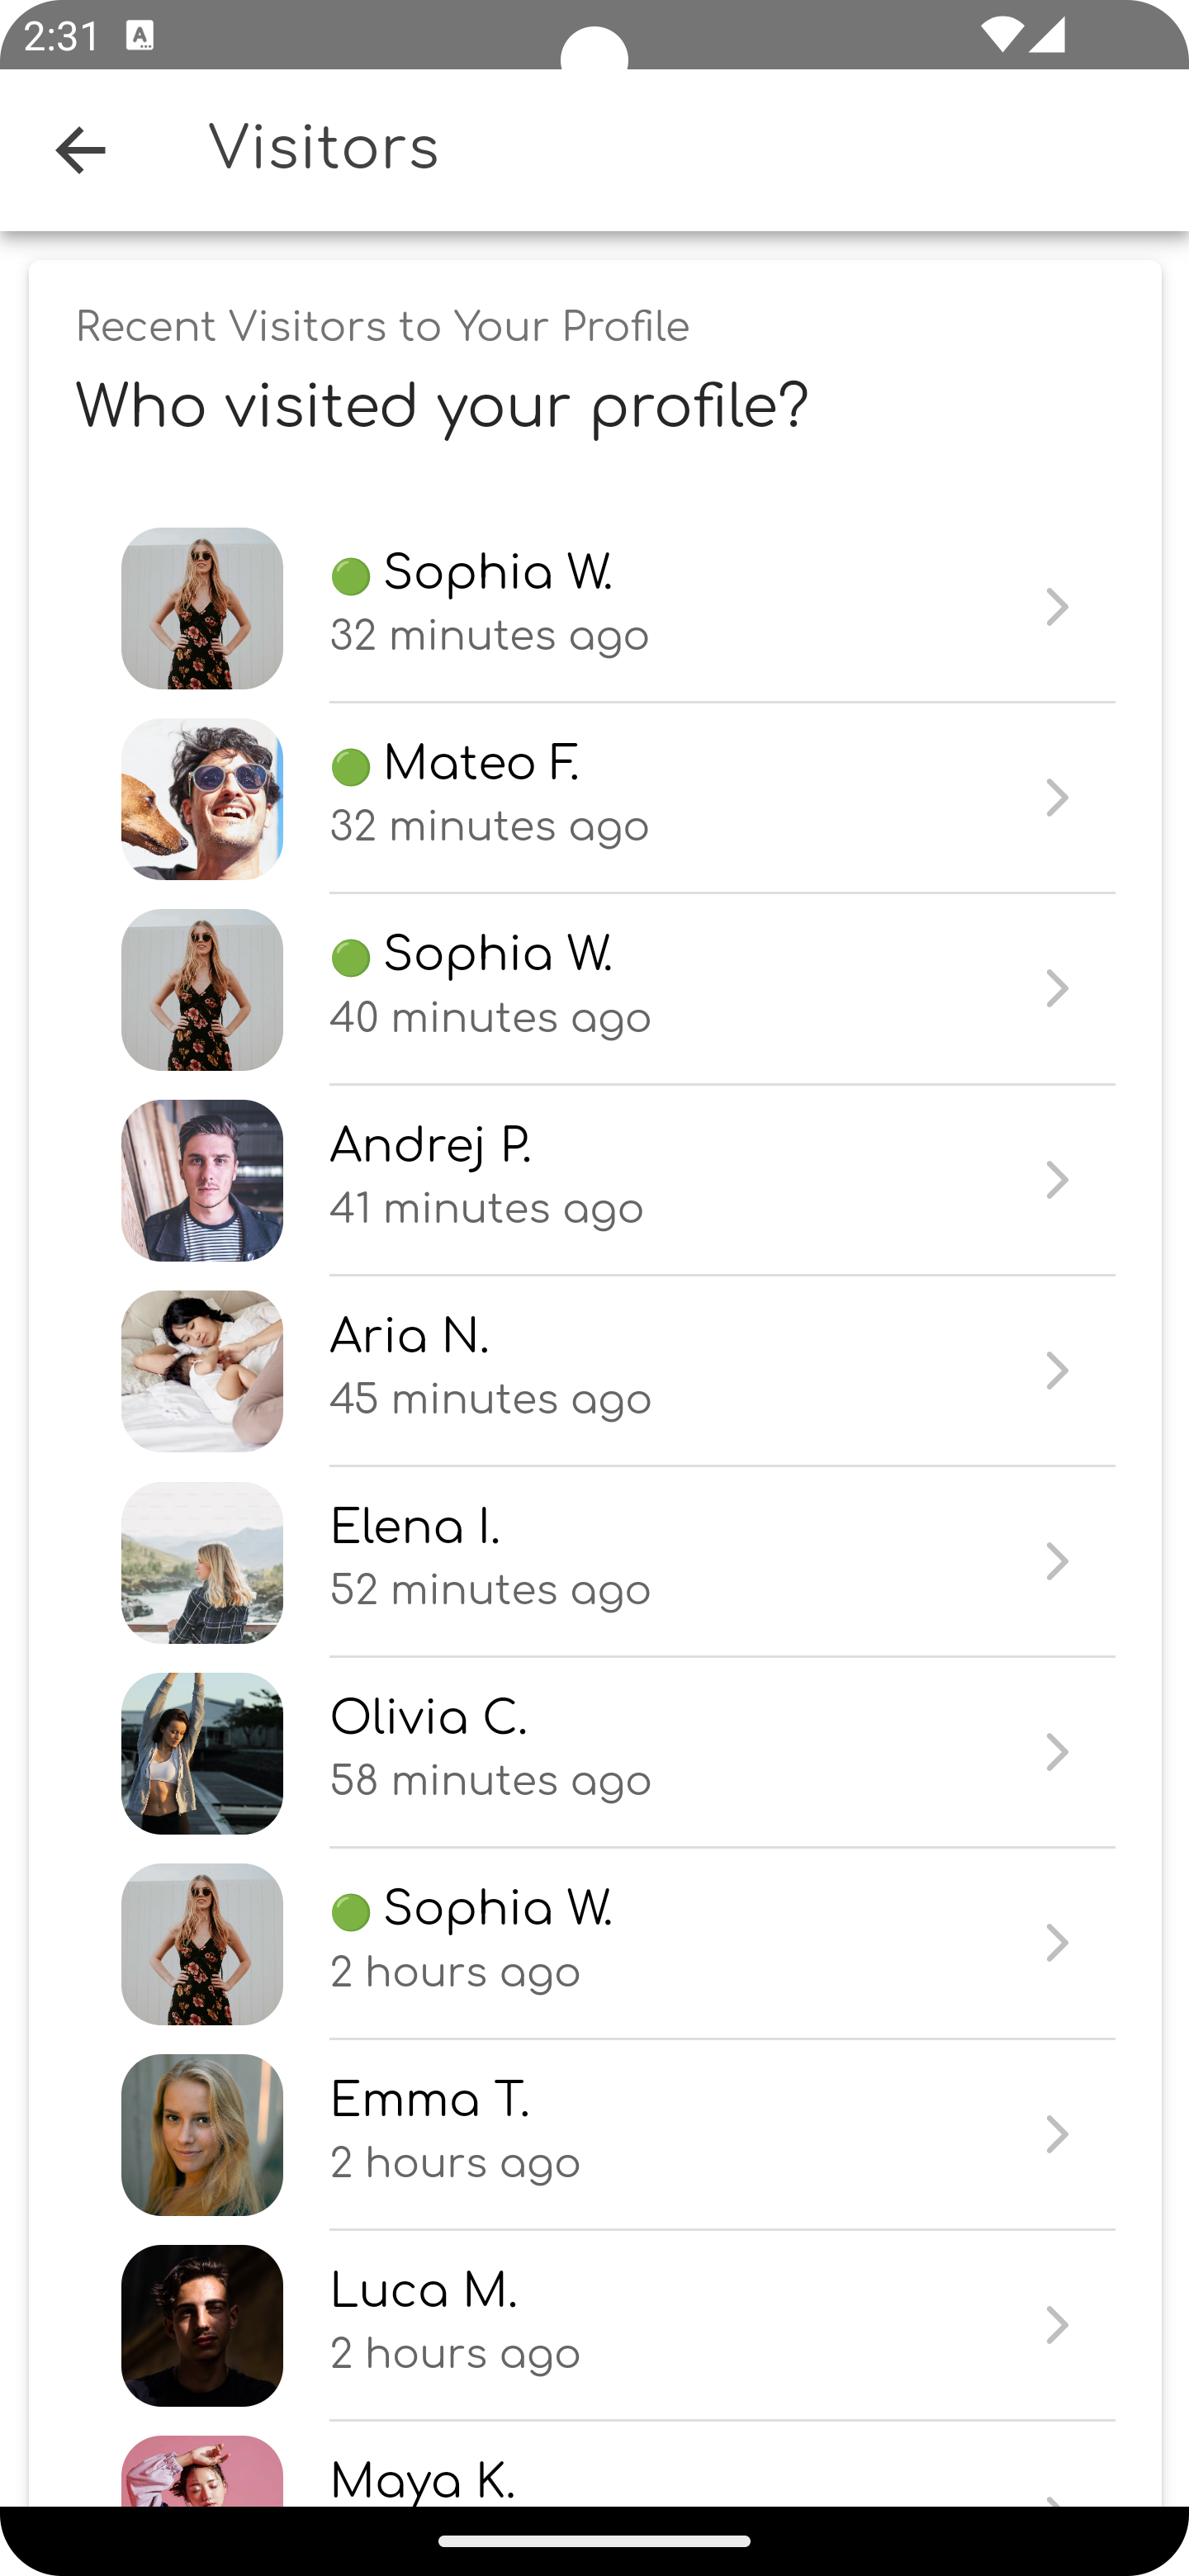 2:31
Visitors
Recent Visitors to Your Profile
Who visited your profile?
Sophia W.
32 minutes ago
Mateo F.
32 minutes ago
Sophia W.
40 minutes ago
Andrej P.
41 minutes ago
Aria N.
45 minutes ago
Elena I.
52 minutes ago
Olivia C.
58 minutes ago
Sophia W.
2 hours ago
Emma T.
2 hours ago
Luca M.
2 hours ago
Maya K.